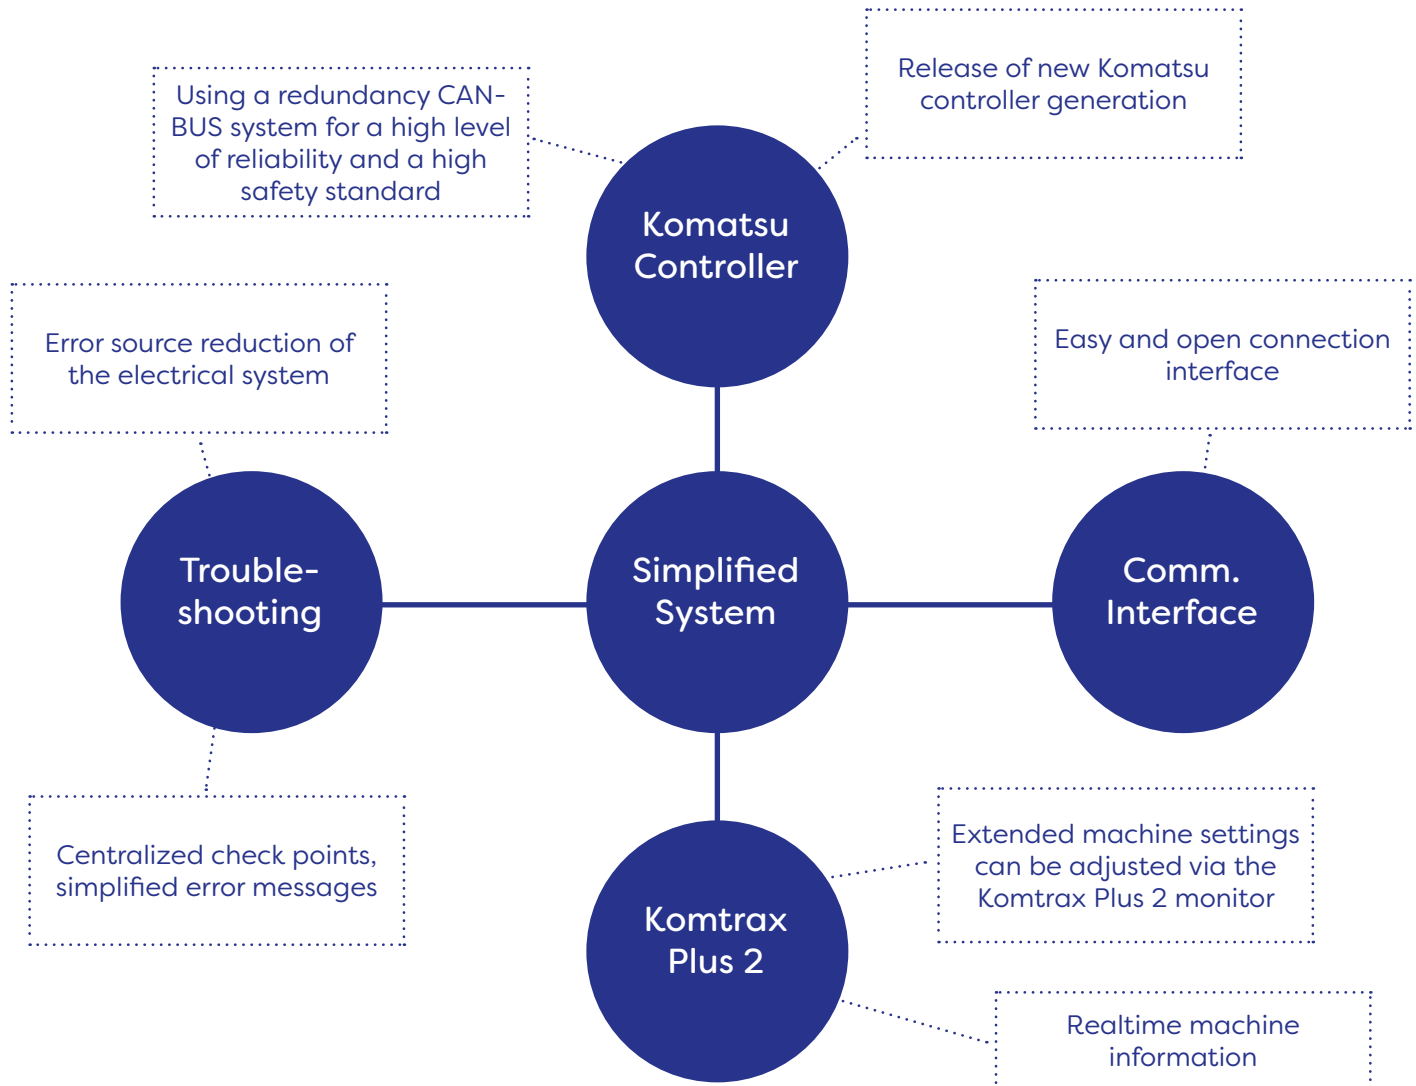 Release of new Komatsu
controller generation
Using a redundancy CAN-
BUS system for a high level
of reliability and a high
safety standard
Komatsu
Controller
Error source reduction of
the electrical system
Easy and open connection
interface
Trouble-
shooting
Simplified
System
Comm.
Interface
Centralized check points,
simplified error messages
Extended machine settings
can be adjusted via the
Komtrax Plus 2 monitor
Komtrax
Plus 2
Realtime machine
information